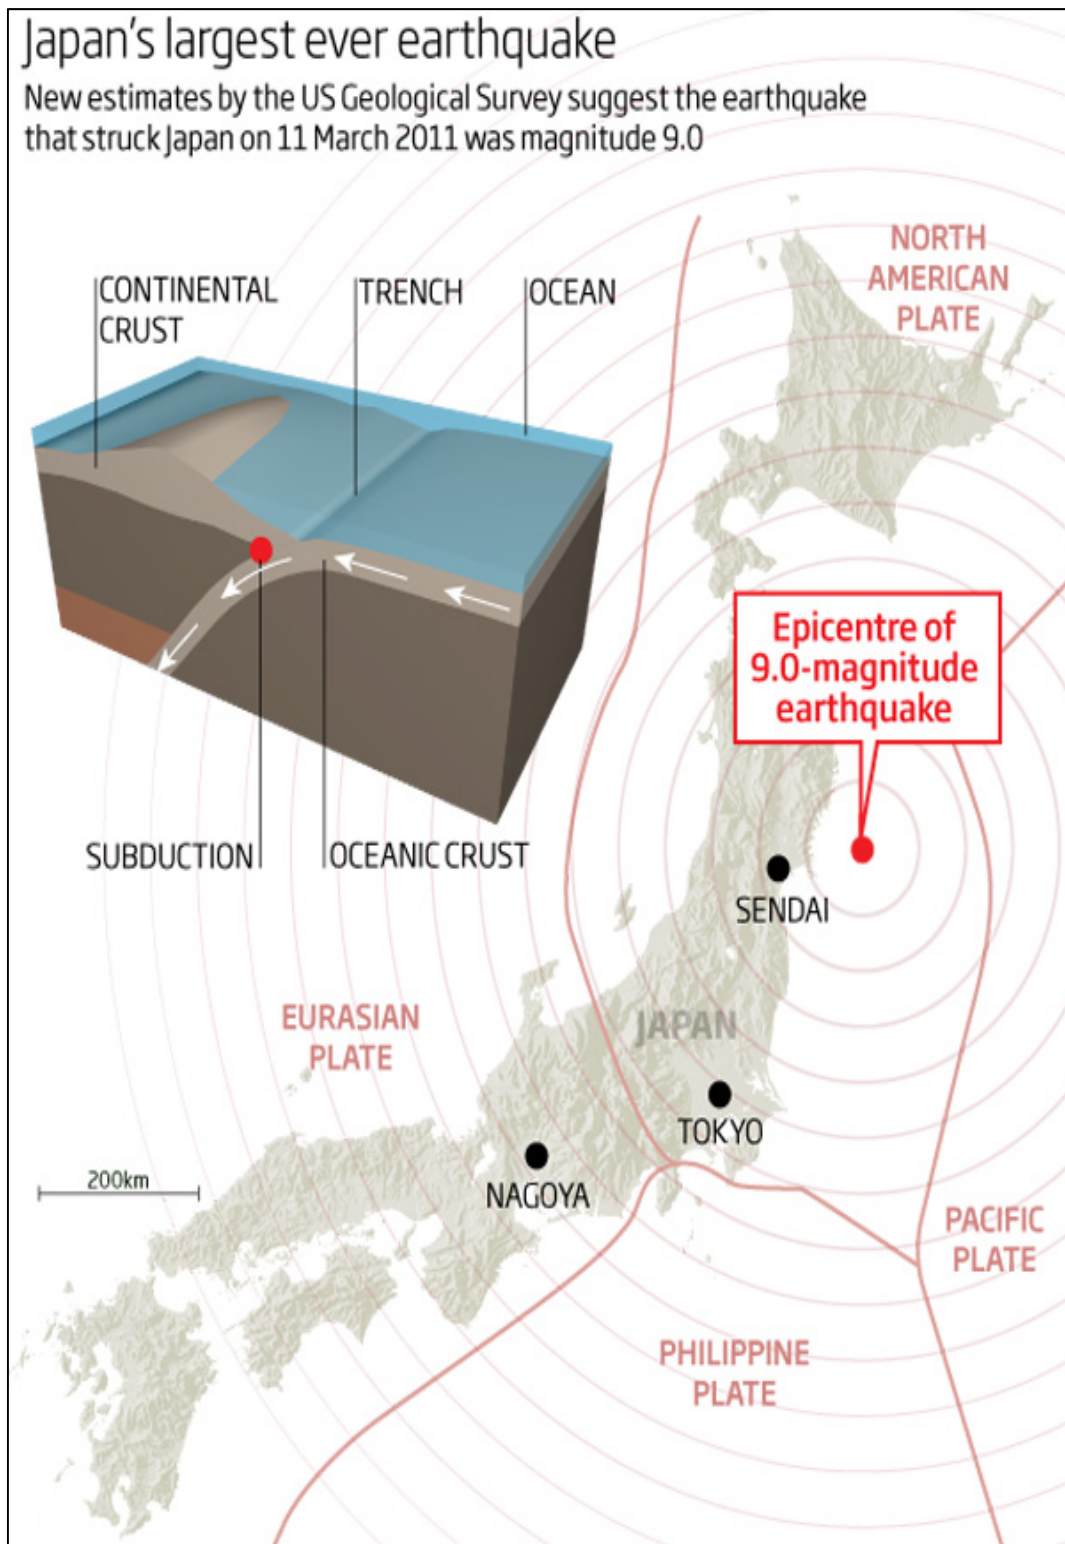 Japan's largest ever earthquake
New estimates by the US Geological Survey suggest the earthquake
that struck Japan on 11 March 2011 was magnitude 9.0
CONTINENTAL
CRUST
TRENCH
OCEAN
NORTH
AMERICAN
PLATE
Epicentre of
9.0-magnitude
earthquake
SUBDUCTION
OCEANIC CRUST
SENDAI
EURASIAN
PLATE
JAPAN
TOKYO
200km
NAGOYA
PACIFIC
PLATE
PHILIPPINE
PLATE